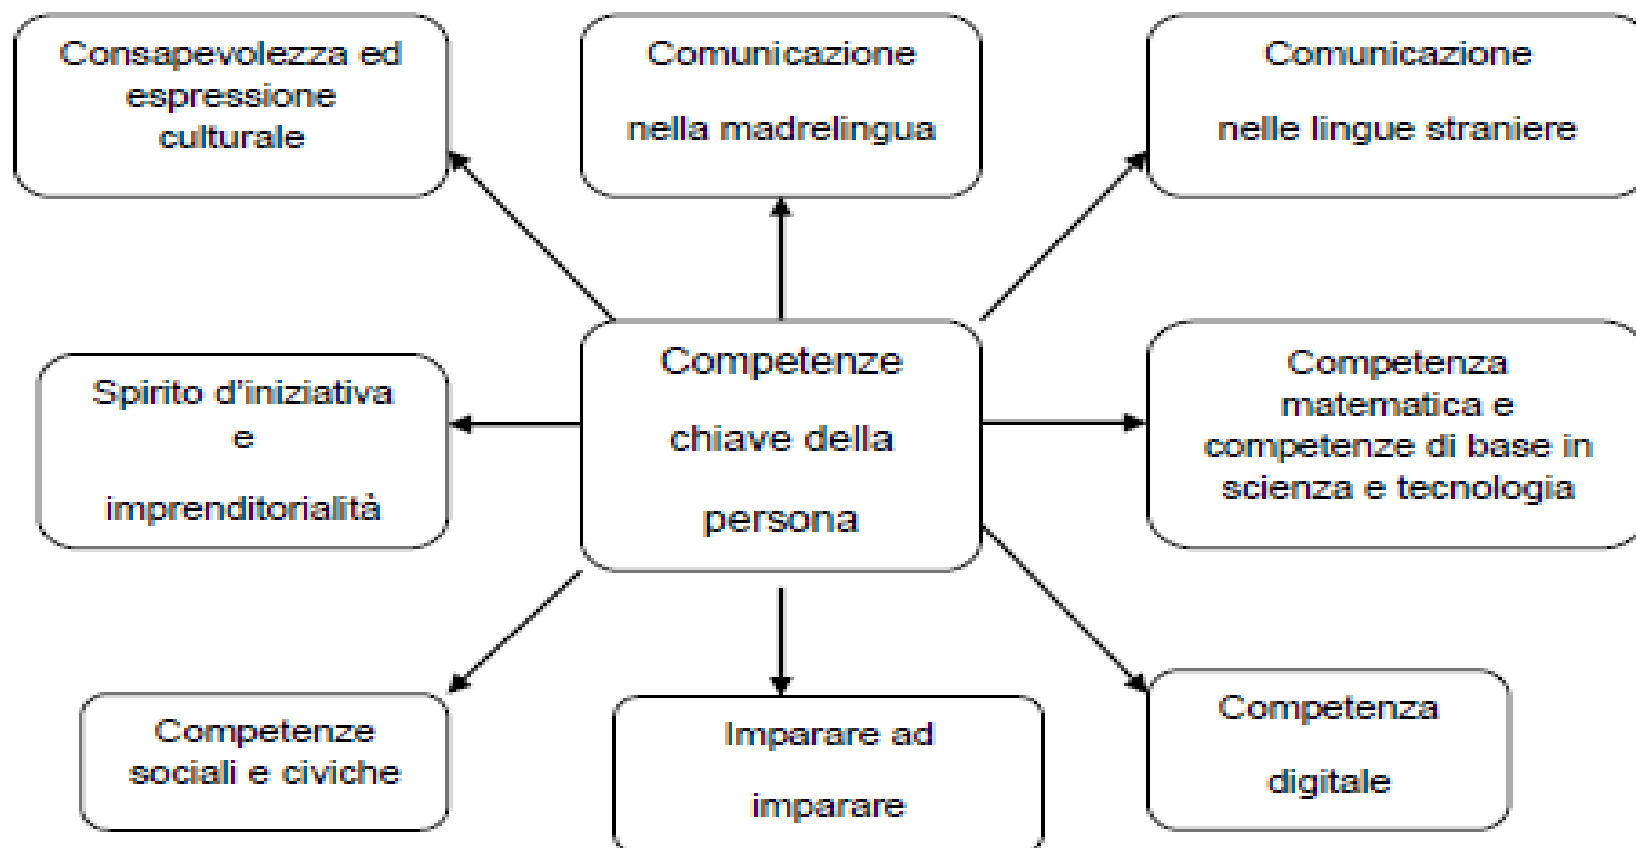 Consapevolezza ed
espressione
culturale
Comunicazione
nella madrelingua
Comunicazione
nelle lingue straniere
Spirito d'iniziativa
e
imprenditorialità
Competenze
chiave della
persona
Competenza
matematica e
competenze di base in
scienza e tecnologia
Competenze
sociali e civiche
Imparare ad
imparare
Competenza
digitale